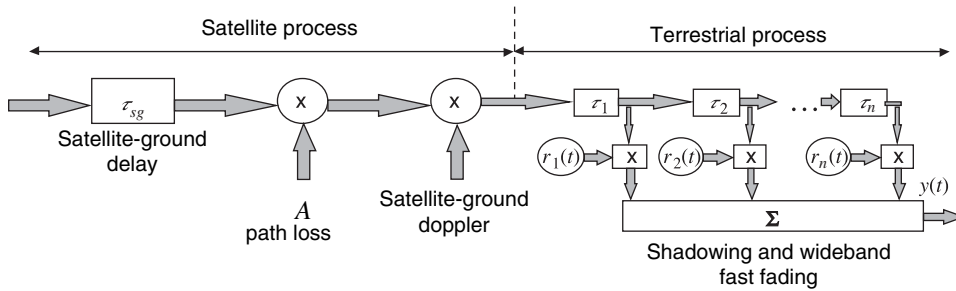 Satellite process
Terrestrial process
τsg
x
x
τ1
τ2
...
τn
Satellite-ground
delay
r1(t)
x
r2(t)
x
rn(t)
x
A
path loss
Satellite-ground
doppler
y(t)
Σ
Shadowing and wideband
fast fading